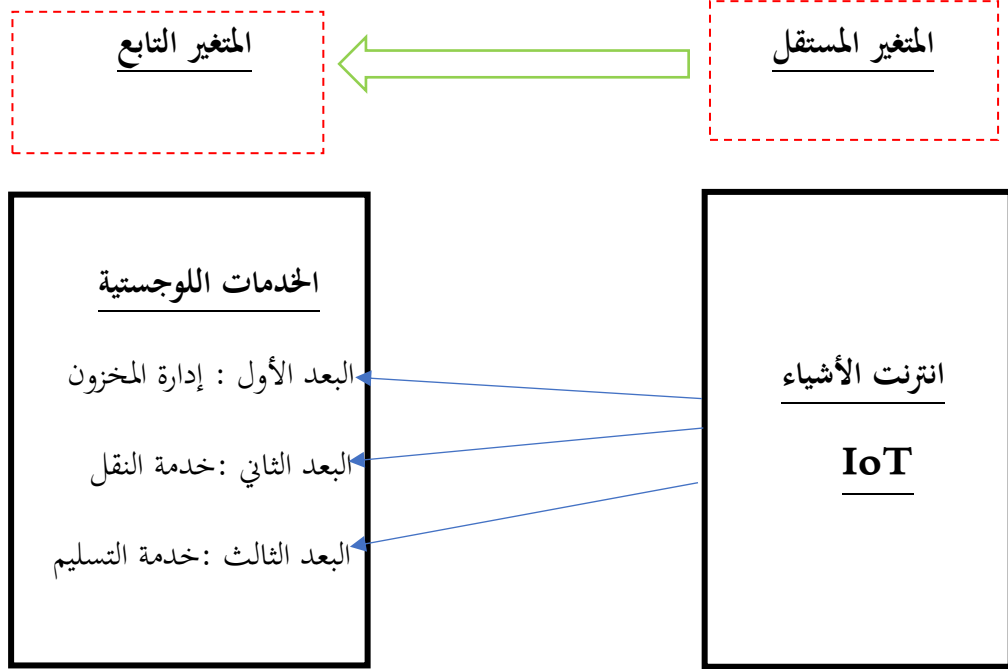 المتغير المستقل
المتغير التابع
الخدمات اللوجستية
البعد الأول : إدارة المخزون
البعد الثاني :خدمة النقل
البعد الثالث :خدمة التسليم
انترنت الأشياء
IoT